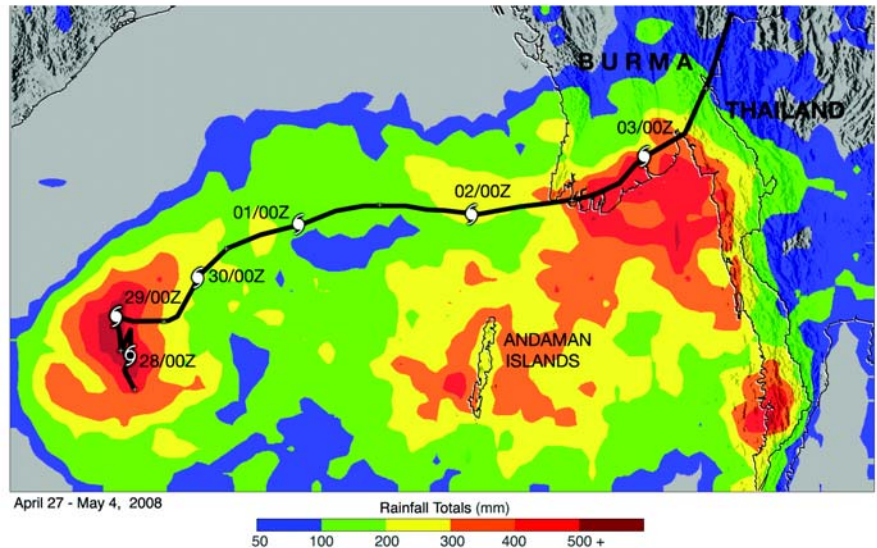 BURMA
THAILAND
03/00Z
02/00Z
01/00Z
30/00Z
29/00Z
28/00Z
ANDAMAN
ISLANDS
April 27 - May 4, 2008
Rainfall Totals (mm)
50 100 200 300 400 500 +